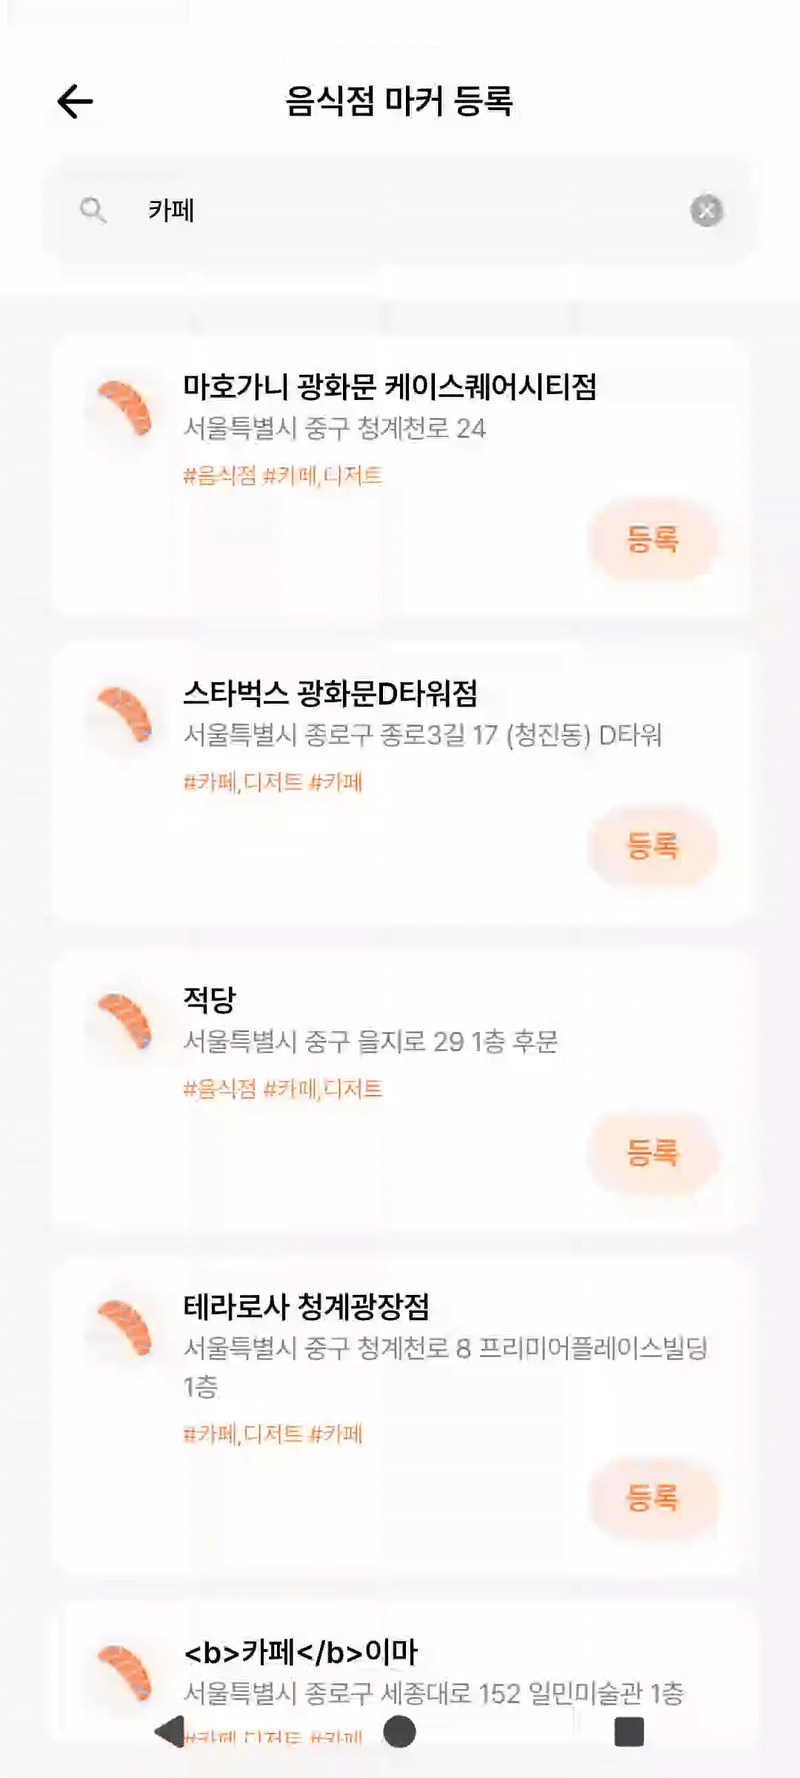 음식점 마커 등록
카페
마호가니 광화문 케이스퀘어시티점
서울특별시 중구 청계천로 24
#음식점 #카페,디저트
등록
스타벅스 광화문D타워점
서울특별시 종로구 종로3길 17 (청진동) D타워
#카페,디저트 #카페
등록
적당
서울특별시 중구 을지로 29 1층 후문
#음식점 #카페,디저트
등록
테라로사 청계광장점
서울특별시 중구 청계천로 8 프리미어플레이스빌딩
1층
#카페,디저트 #카페
등록
<b>카페</b>이마
서울특별시 종로구 세종대로 152 일민미술관 1층
#카페,디저트 #카페